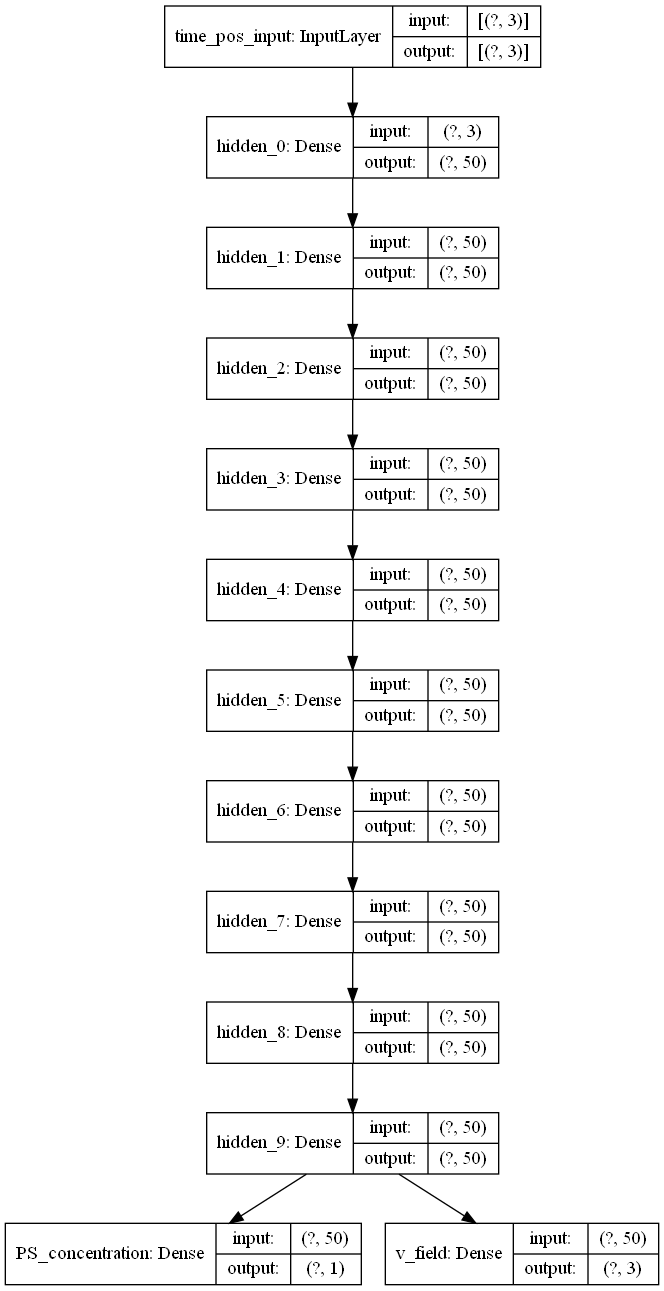 time_pos_input: InputLayer
input: [(?, 3)]
output: [(?, 3)]
hidden_0: Dense
input: (?, 3)
output: (?, 50)
hidden_1: Dense
input: (?, 50)
output: (?, 50)
hidden_2: Dense
input: (?, 50)
output: (?, 50)
hidden_3: Dense
input: (?, 50)
output: (?, 50)
hidden_4: Dense
input: (?, 50)
output: (?, 50)
hidden_5: Dense
input: (?, 50)
output: (?, 50)
hidden_6: Dense
input: (?, 50)
output: (?, 50)
hidden_7: Dense
input: (?, 50)
output: (?, 50)
hidden_8: Dense
input: (?, 50)
output: (?, 50)
hidden_9: Dense
input: (?, 50)
output: (?, 50)
PS_concentration: Dense
input: (?, 50)
output: (?, 1)
v_field: Dense
input: (?, 50)
output: (?, 3)